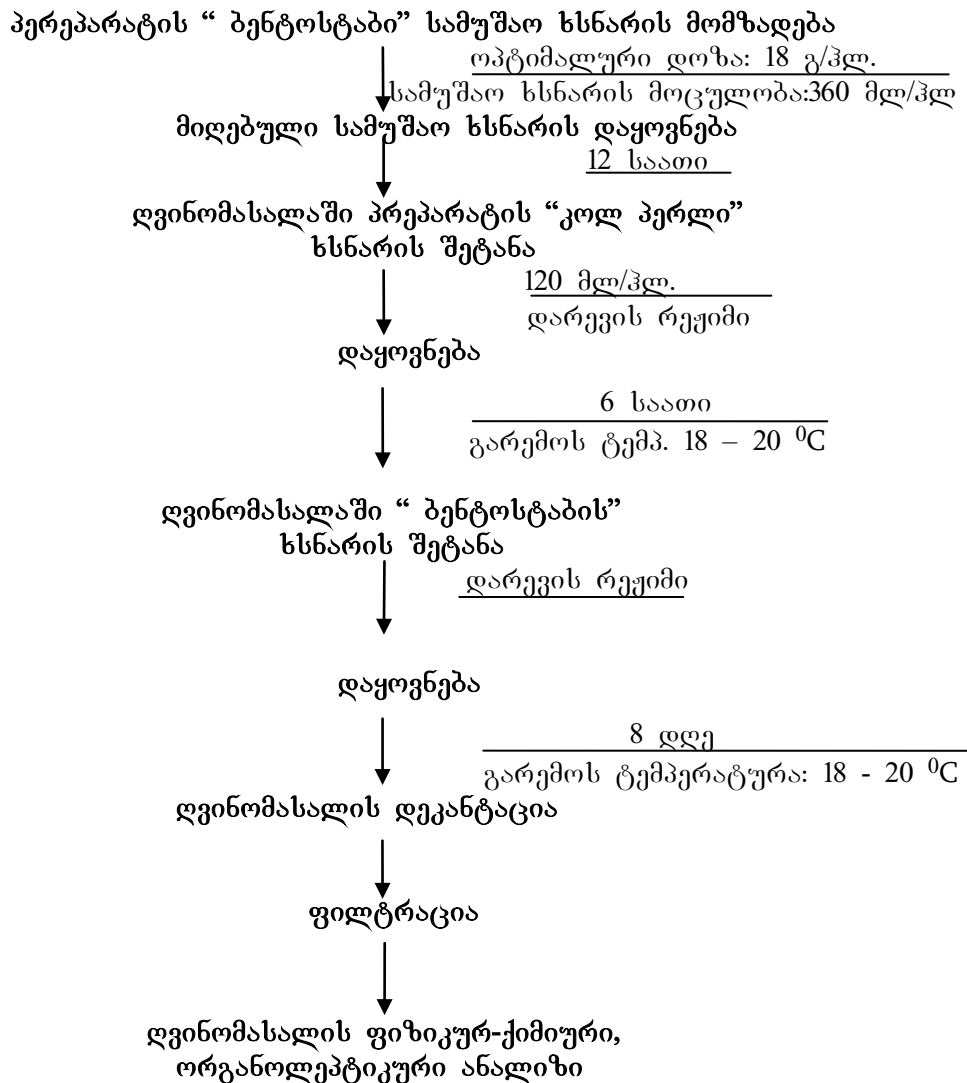 პერეპარატის “ ბენტოსტაბი” სამუშაო ხსნარის მომზადება
ოპტიმალური დოზა: 18 გ/ჰლ.
სამუშაო ხსნარის მოცულობა:360 მლ/ჰლ
მიღებული სამუშაო ხსნარის დაყოვნება
12 საათი
ღვინომასალაში პრეპარატის “კოლ პერლი”
ხსნარის შეტანა
120 მლ/ჰლ.
დარევის რეჟიმი
დაყოვნება
6 საათი
გარემოს ტემპ. 18 – 20 ⁰C
ღვინომასალაში “ ბენტოსტაბის”
ხსნარის შეტანა
დარევის რეჟიმი
დაყოვნება
8 დღე
გარემოს ტემპერატურა: 18 - 20 ⁰C
ღვინომასალის დეკანტაცია
ფილტრაცია
ღვინომასალის ფიზიკურ-ქიმიური,
ორგანოლეპტიკური ანალიზი